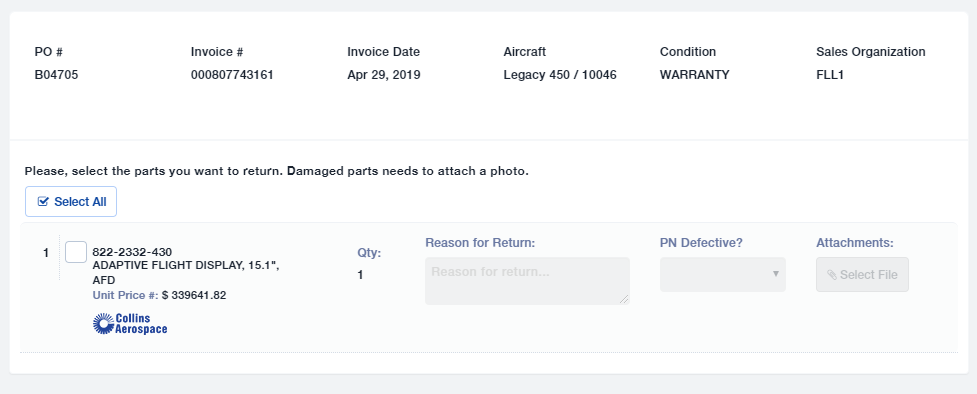 PO # Invoice # Invoice Date Aircraft Condition Sales Organization
B04705 000807743161 Apr 29, 2019 Legacy 450 / 10046 WARRANTY FLL1
Please, select the parts you want to return. Damaged parts needs to attach a photo.
Select All
1
822-2332-430
ADAPTIVE FLIGHT DISPLAY, 15.1",
AFD
Unit Price #: $ 339641.82
Collins
Aerospace
Qty:
1
Reason for Return:
Reason for return...
PN Defective?
Attachments:
Select File